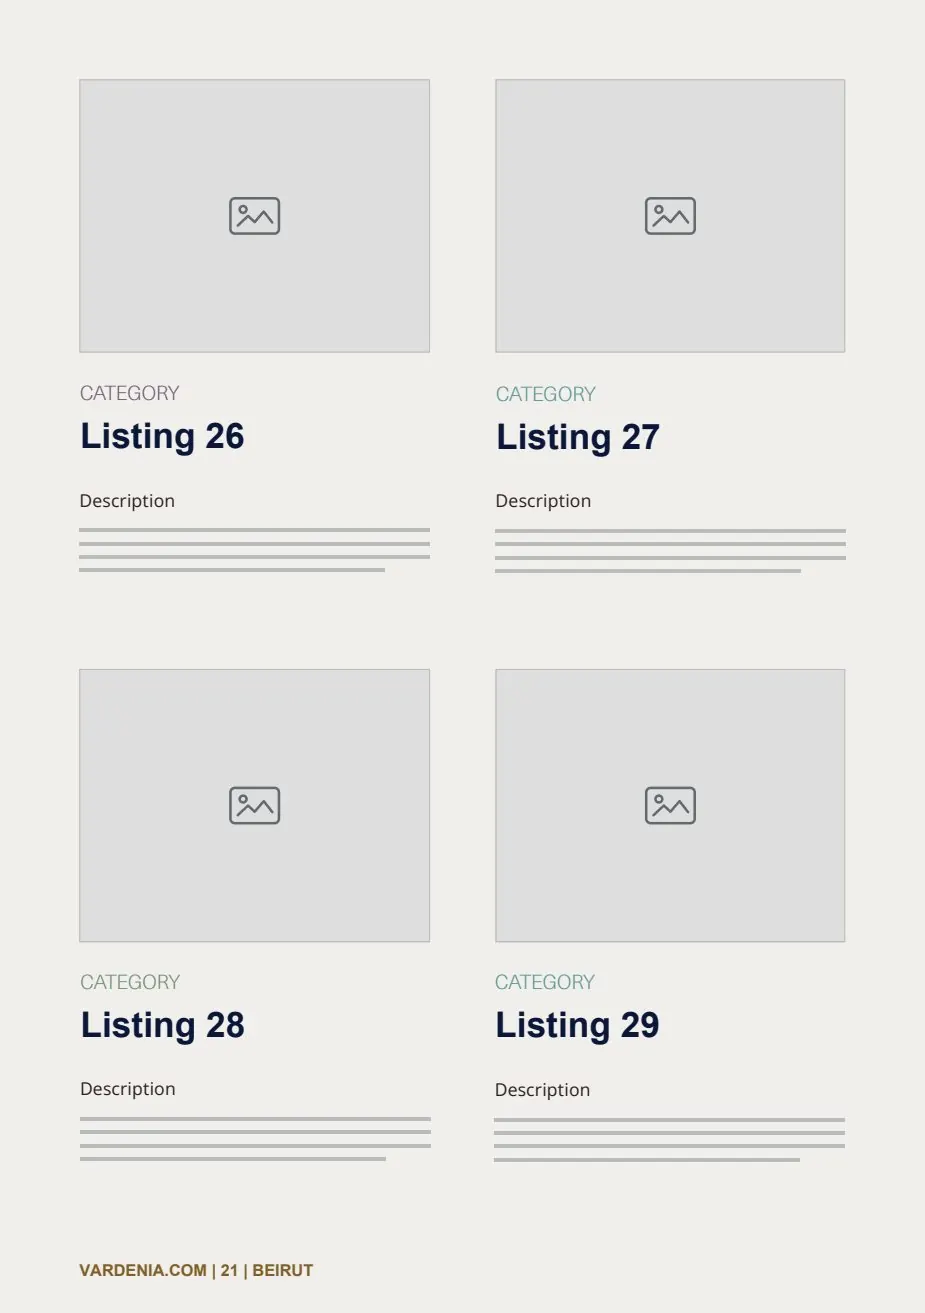 CATEGORY
Listing 26
Description
CATEGORY
Listing 27
Description
CATEGORY
Listing 28
Description
CATEGORY
Listing 29
Description
VARDENIA.COM | 21 | BEIRUT